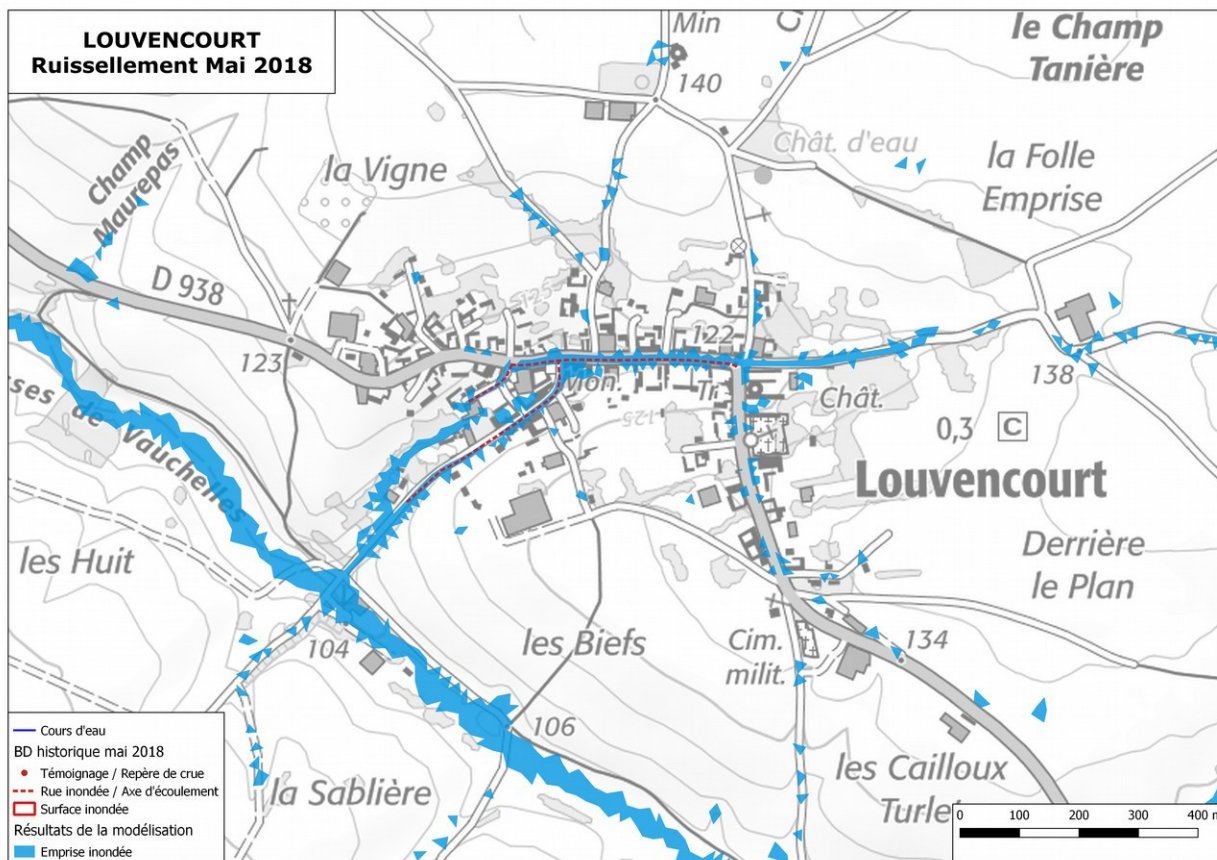 LOUVENCOURT
Ruissellement Mai 2018
Min
140
le Champ
Tanière
Chât. d'eau
la Folle
Emprise
la Vigne
Champ
Maurepas
D 938
123
125
122
Mon.
Tr.
125
Chât.
138
0,3 C
Louvencourt
de Vauchelles
les Huit
104
les Biefs
Derrière
le Plan
Cim.
milit.
134
106
la Sablière
les Cailloux
Cours d'eau
BD historique mai 2018
Témoignage / Repère de crue
Rue inondée / Axe d'écoulement
Surface inondée
Résultats de la modélisation
Emprise inondée
0 100 200 300 400 m